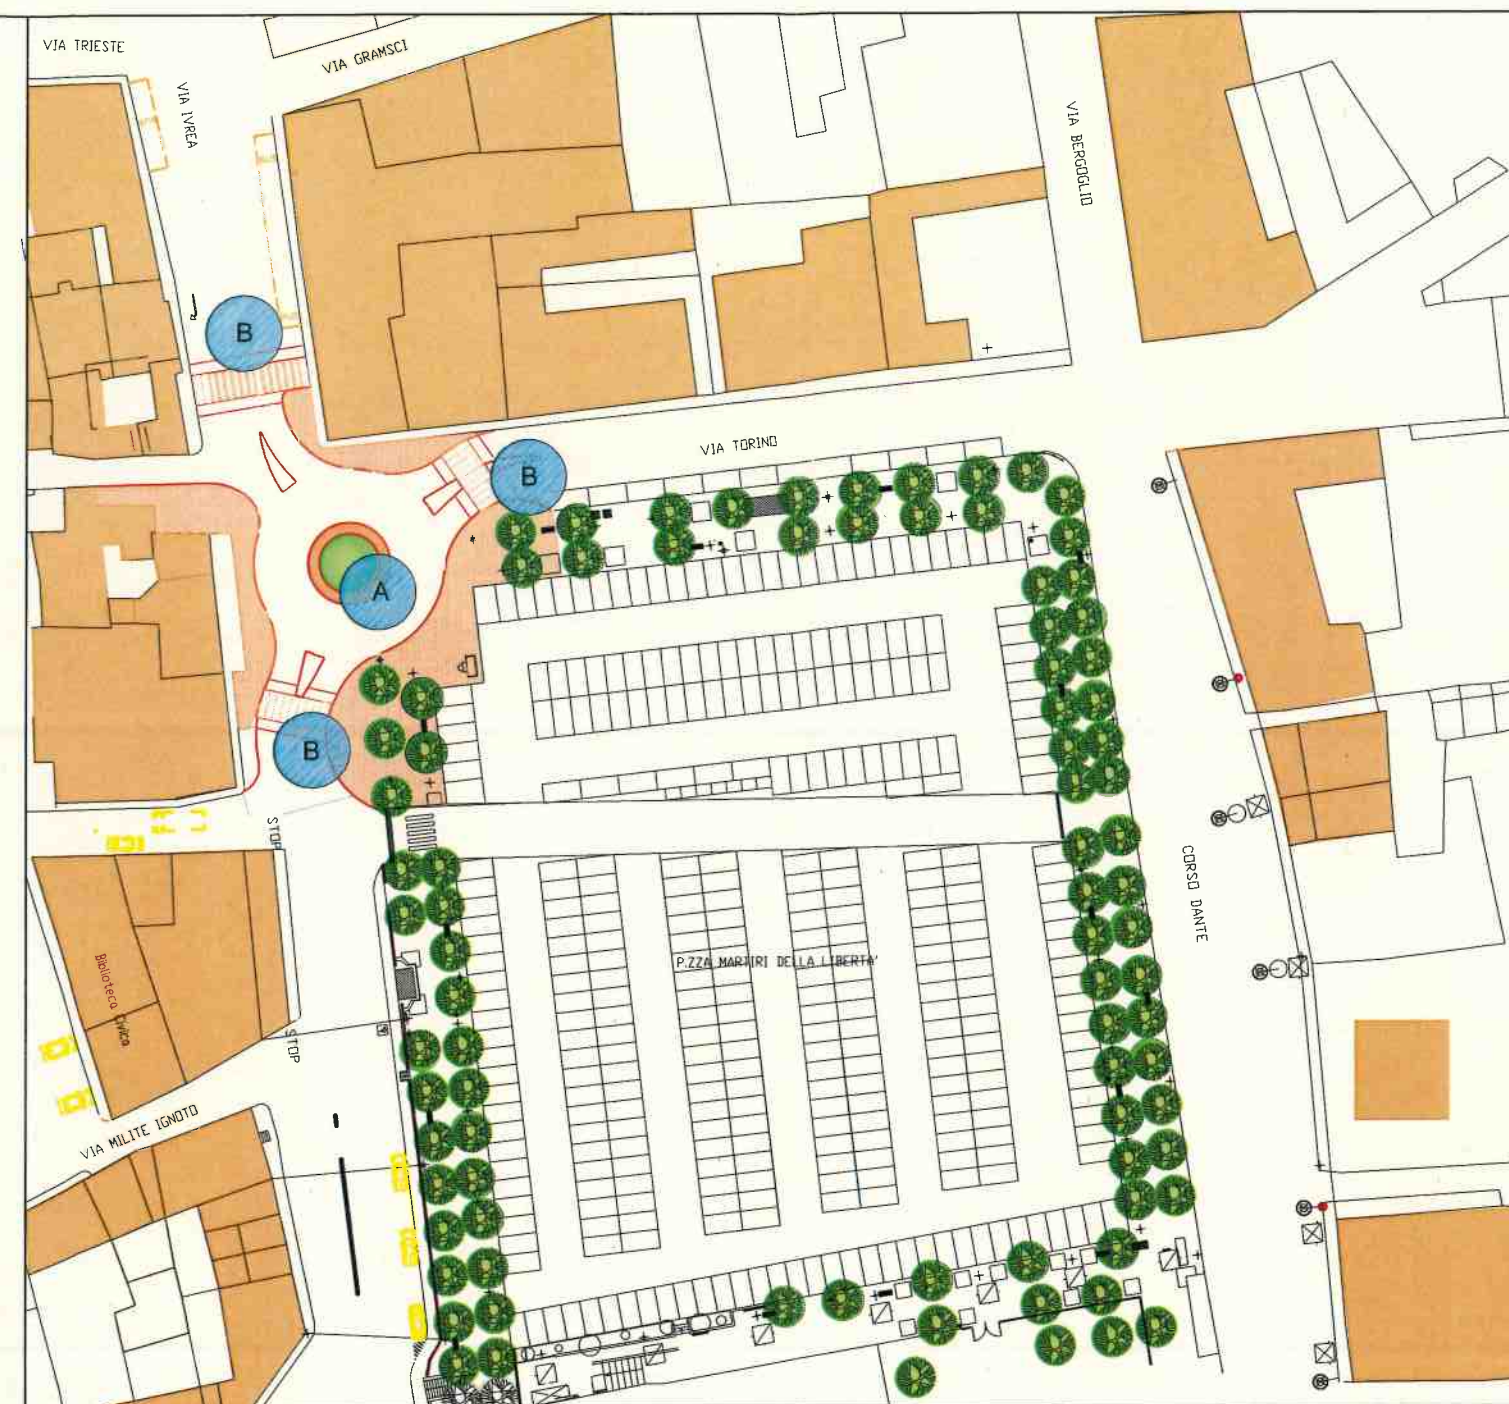 VIA TRIESTE
VIA GRAMSCI
VIA IVREA
VIA BERGOGLIO
B
B
VIA TORINO
A
B
STOP
CORSO DANTE
P.ZZA MARTIRI DELLA LIBERTA'
Biblioteca Civica
STOP
VIA MILITE IGNOTO